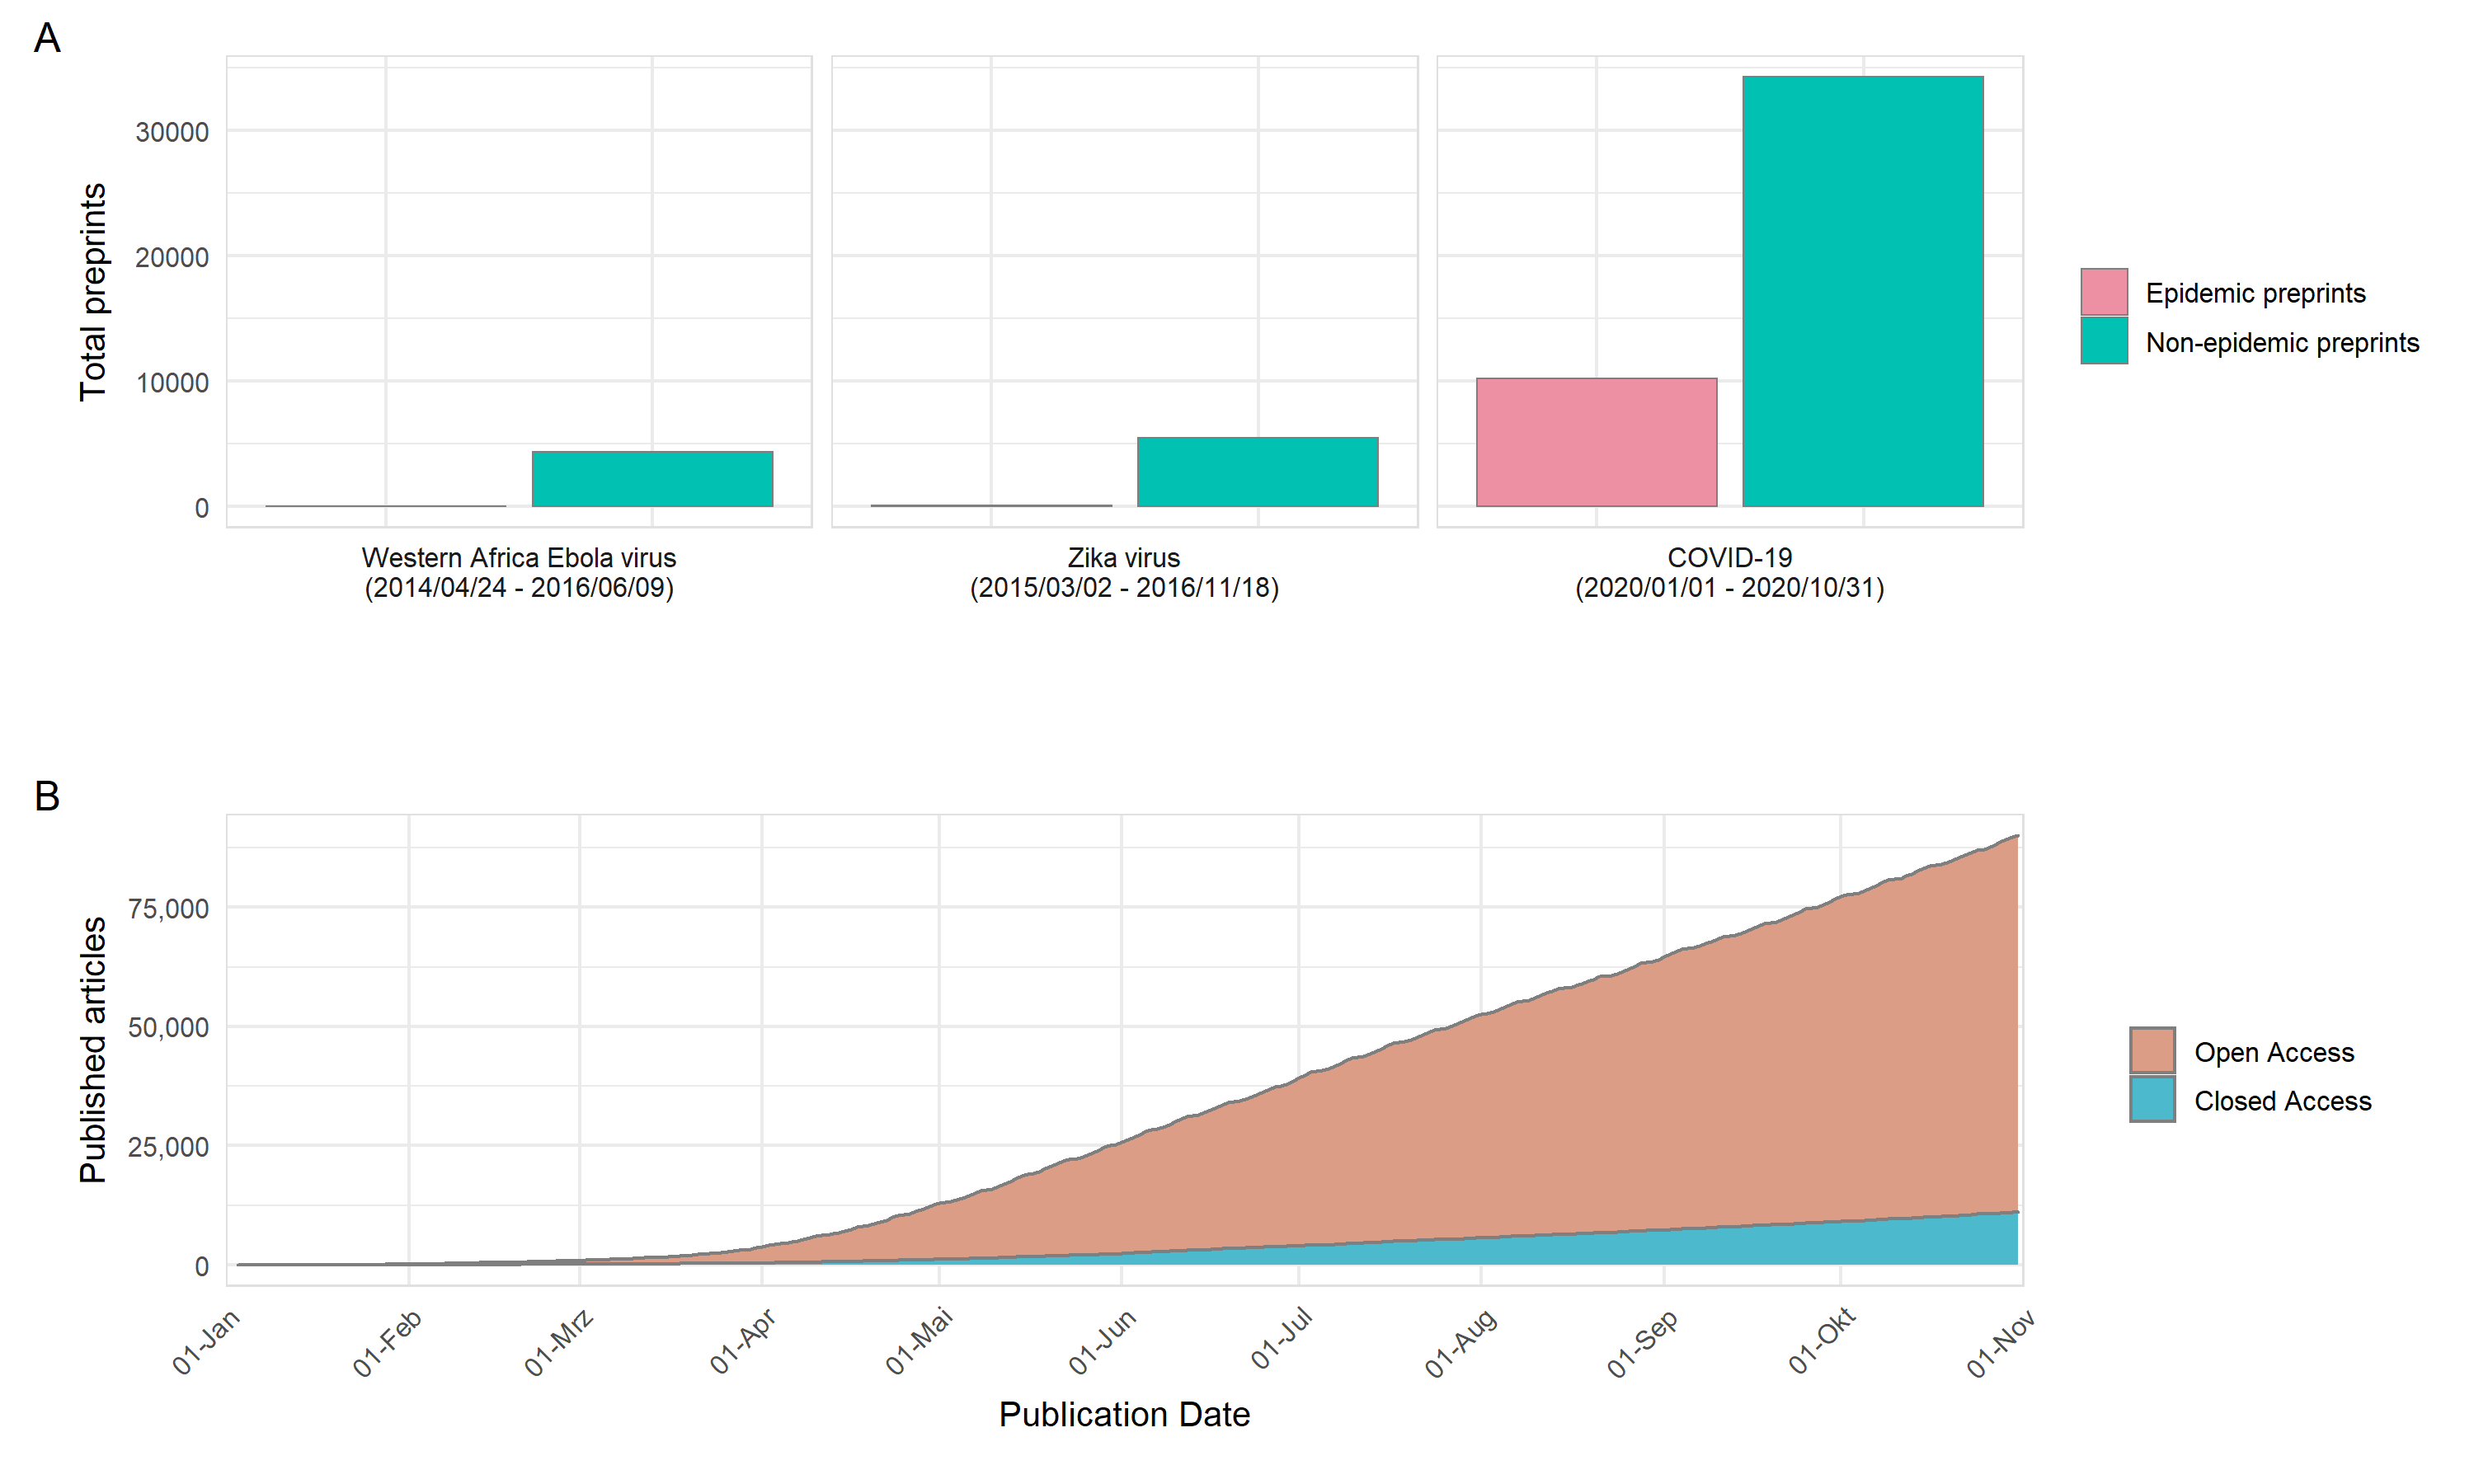 A
Total preprints
30000
20000
10000
0
Western Africa Ebola virus
(2014/04/24 - 2016/06/09)
Zika virus
(2015/03/02 - 2016/11/18)
COVID-19
(2020/01/01 - 2020/10/31)
Epidemic preprints
Non-epidemic preprints
B
Published articles
75,000
50,000
25,000
0
01-Jan
01-Feb
01-Mrz
01-Apr
01-Mai
01-Jun
01-Jul
01-Aug
01-Sep
01-Okt
01-Nov
Publication Date
Open Access
Closed Access